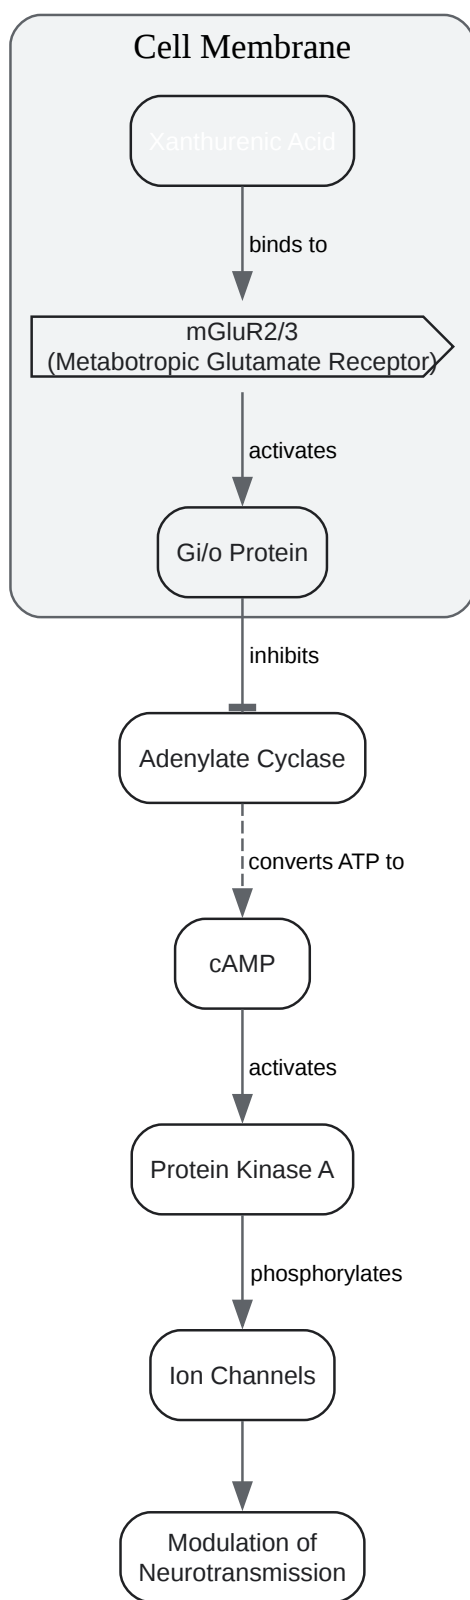 Cell Membrane
Xanthurenic Acid
binds to
mGluR2/3
(Metabotropic Glutamate Receptor)
activates
Gi/o Protein
inhibits
Adenylate Cyclase
converts ATP to
cAMP
activates
Protein Kinase A
phosphorylates
Ion Channels
Modulation of
Neurotransmission